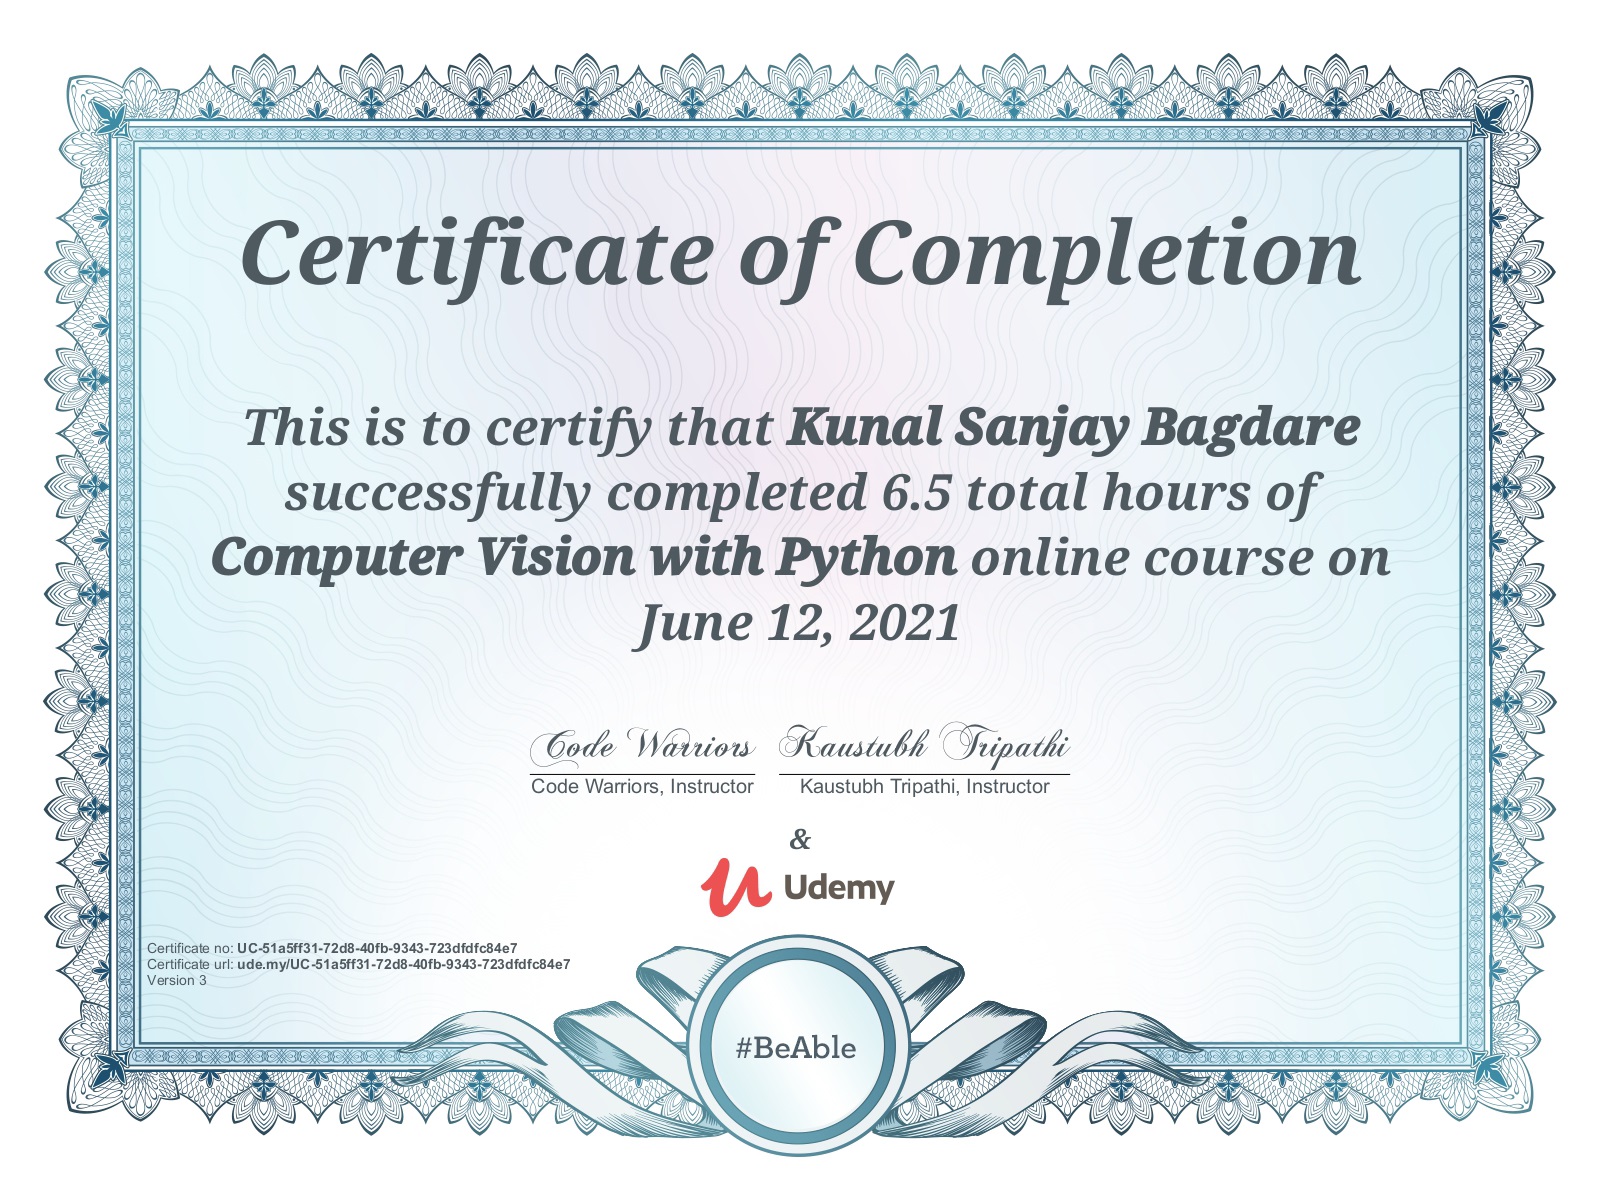 Certificate of Completion
This is to certify that Kunal Sanjay Bagdare
successfully completed 6.5 total hours of
Computer Vision with Python online course on
June 12, 2021
Code Warriors Kaustubh Tripathi
Code Warriors, Instructor Kaustubh Tripathi, Instructor
&
Udemy
Certificate no: UC-51a5ff31-72d8-40fb-9343-723dfdfc84e7
Certificate url: ude.my/UC-51a5ff31-72d8-40fb-9343-723dfdfc84e7
Version 3
#BeAble